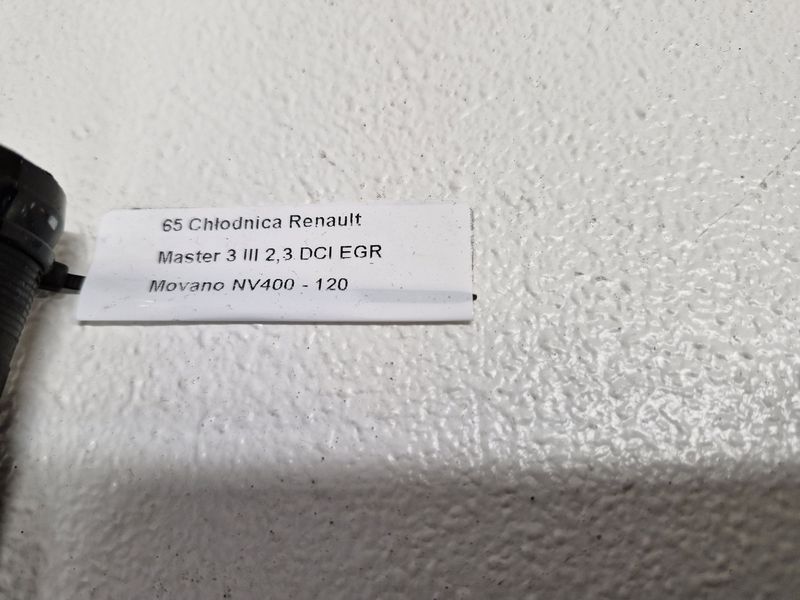 65 Chłodnica Renault
Master 3 III 2,3 DCI EGR
Movano NV400 - 120